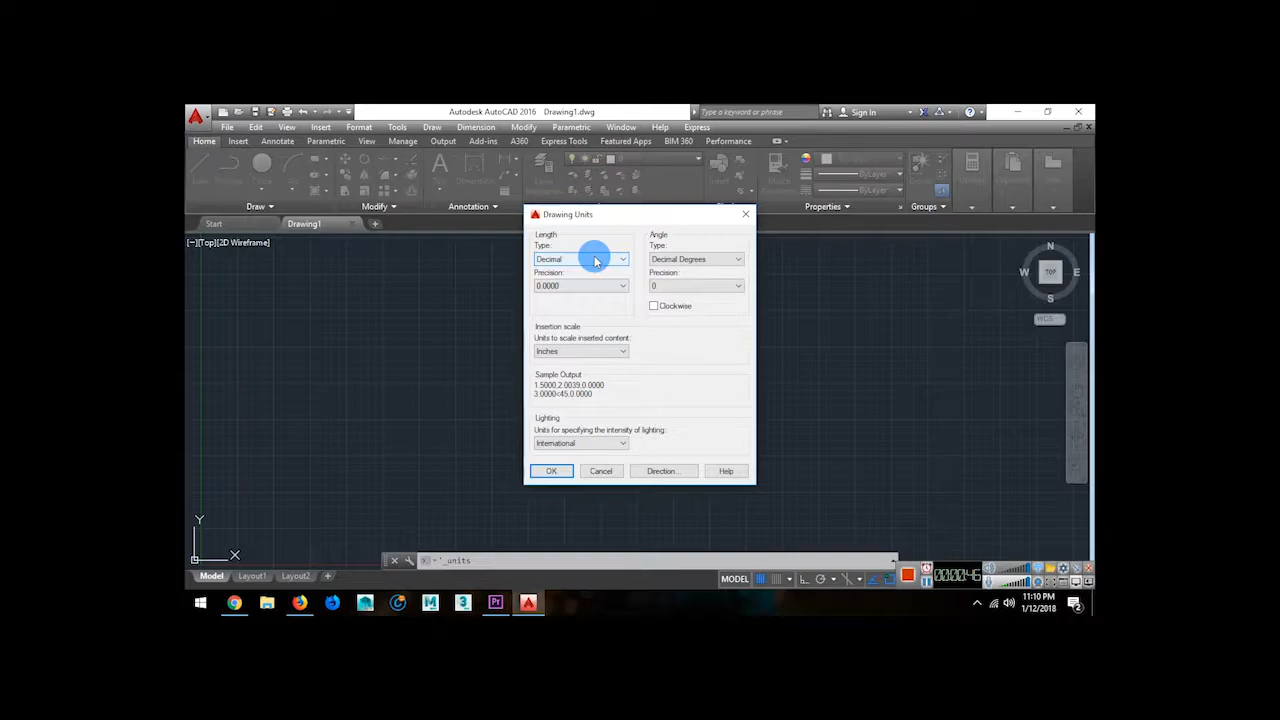 Autodesk AutoCAD 2016 Drawing1.dwg
Type a keyword or phrase
Sign In
File Edit View Insert Format Tools Draw Dimension Modify Parametric Window Help Express
Home Insert Annotate Parametric View Manage Output Add-ins A360 Express Tools Featured Apps BIM 360 Performance
0
ByLayer
ByLayer
Draw Modify Annotation Properties Groups
Start Drawing1
[−][Top][2D Wireframe]
Drawing Units
Length
Type:
Decimal
Precision:
0.0000
Angle
Type:
Decimal Degrees
Precision:
0
Clockwise
Insertion scale
Units to scale inserted content:
Inches
Sample Output
1.5000,2.0039,0.0000
3.0000<45,0.0000
Lighting
Units for specifying the intensity of lighting:
International
OK Cancel Direction... Help
N
W TOP E
S
WCS
Y
X
'_units
Model Layout1 Layout2
MODEL
11:10 PM
1/12/2018